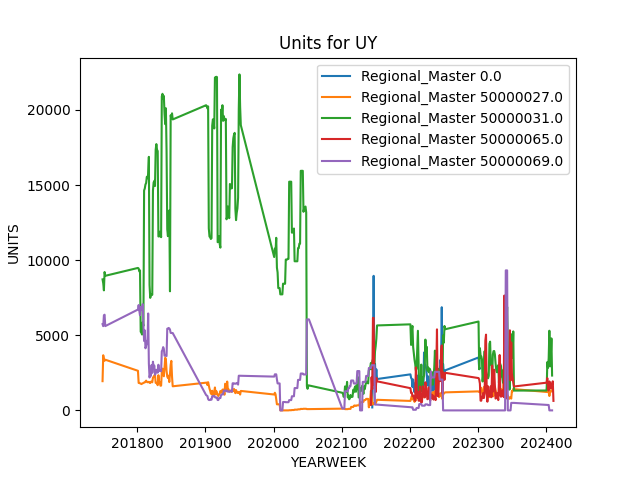 Units for UY
Regional_Master 0.0
Regional_Master 50000027.0
Regional_Master 50000031.0
Regional_Master 50000065.0
Regional_Master 50000069.0
UNITS
20000
15000
10000
5000
0
201800 201900 202000 202100 202200 202300 202400
YEARWEEK